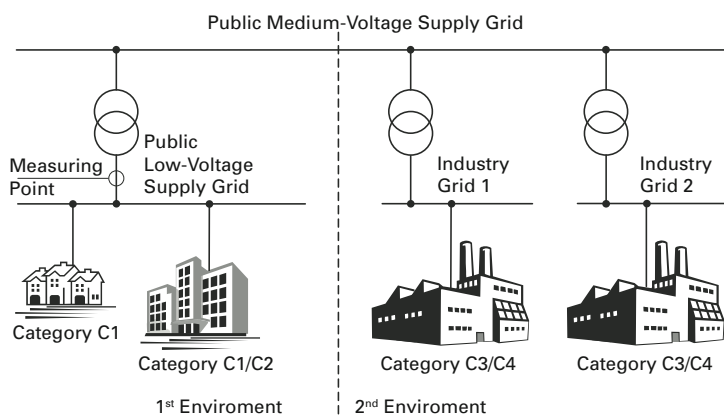 Public Medium-Voltage Supply Grid
Public
Low-Voltage
Supply Grid
Measuring
Point
Industry
Grid 1
Industry
Grid 2
Category C1
Category C1/C2
Category C3/C4
Category C3/C4
1st Enviroment
2nd Enviroment